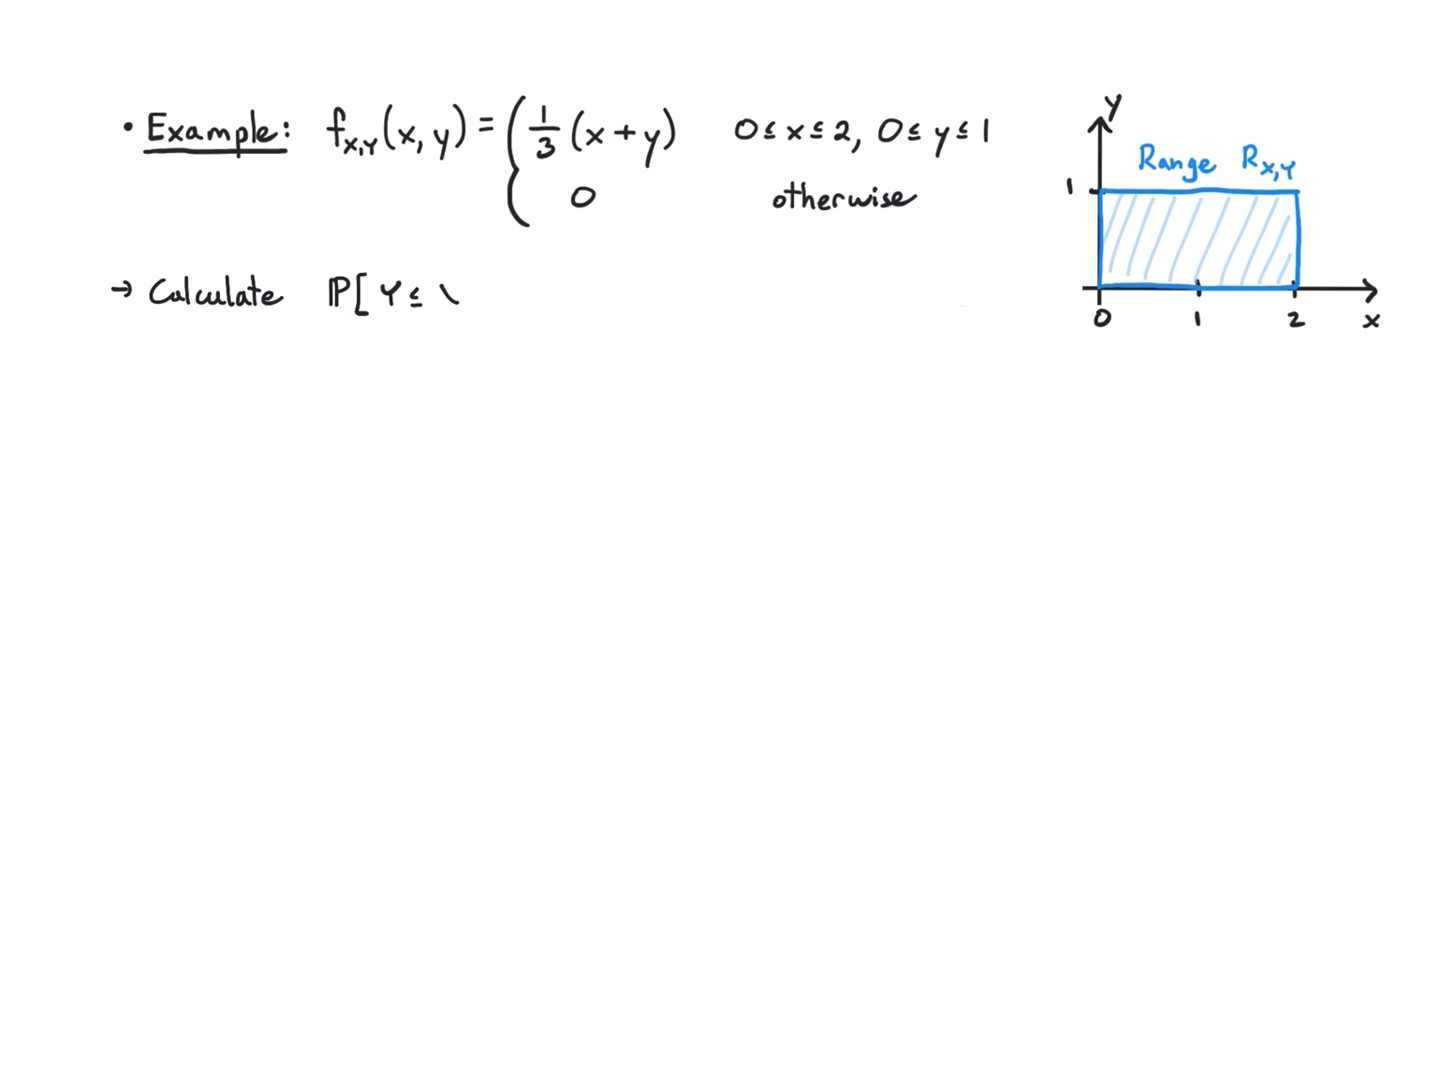 • Example: f_{X,Y}(x, y) = { 1/3 (x + y) 0 ≤ x ≤ 2, 0 ≤ y ≤ 1
0 otherwise
→ Calculate ℙ[ Y ≤
y
Range R_{X,Y}
1
0 1 2 x